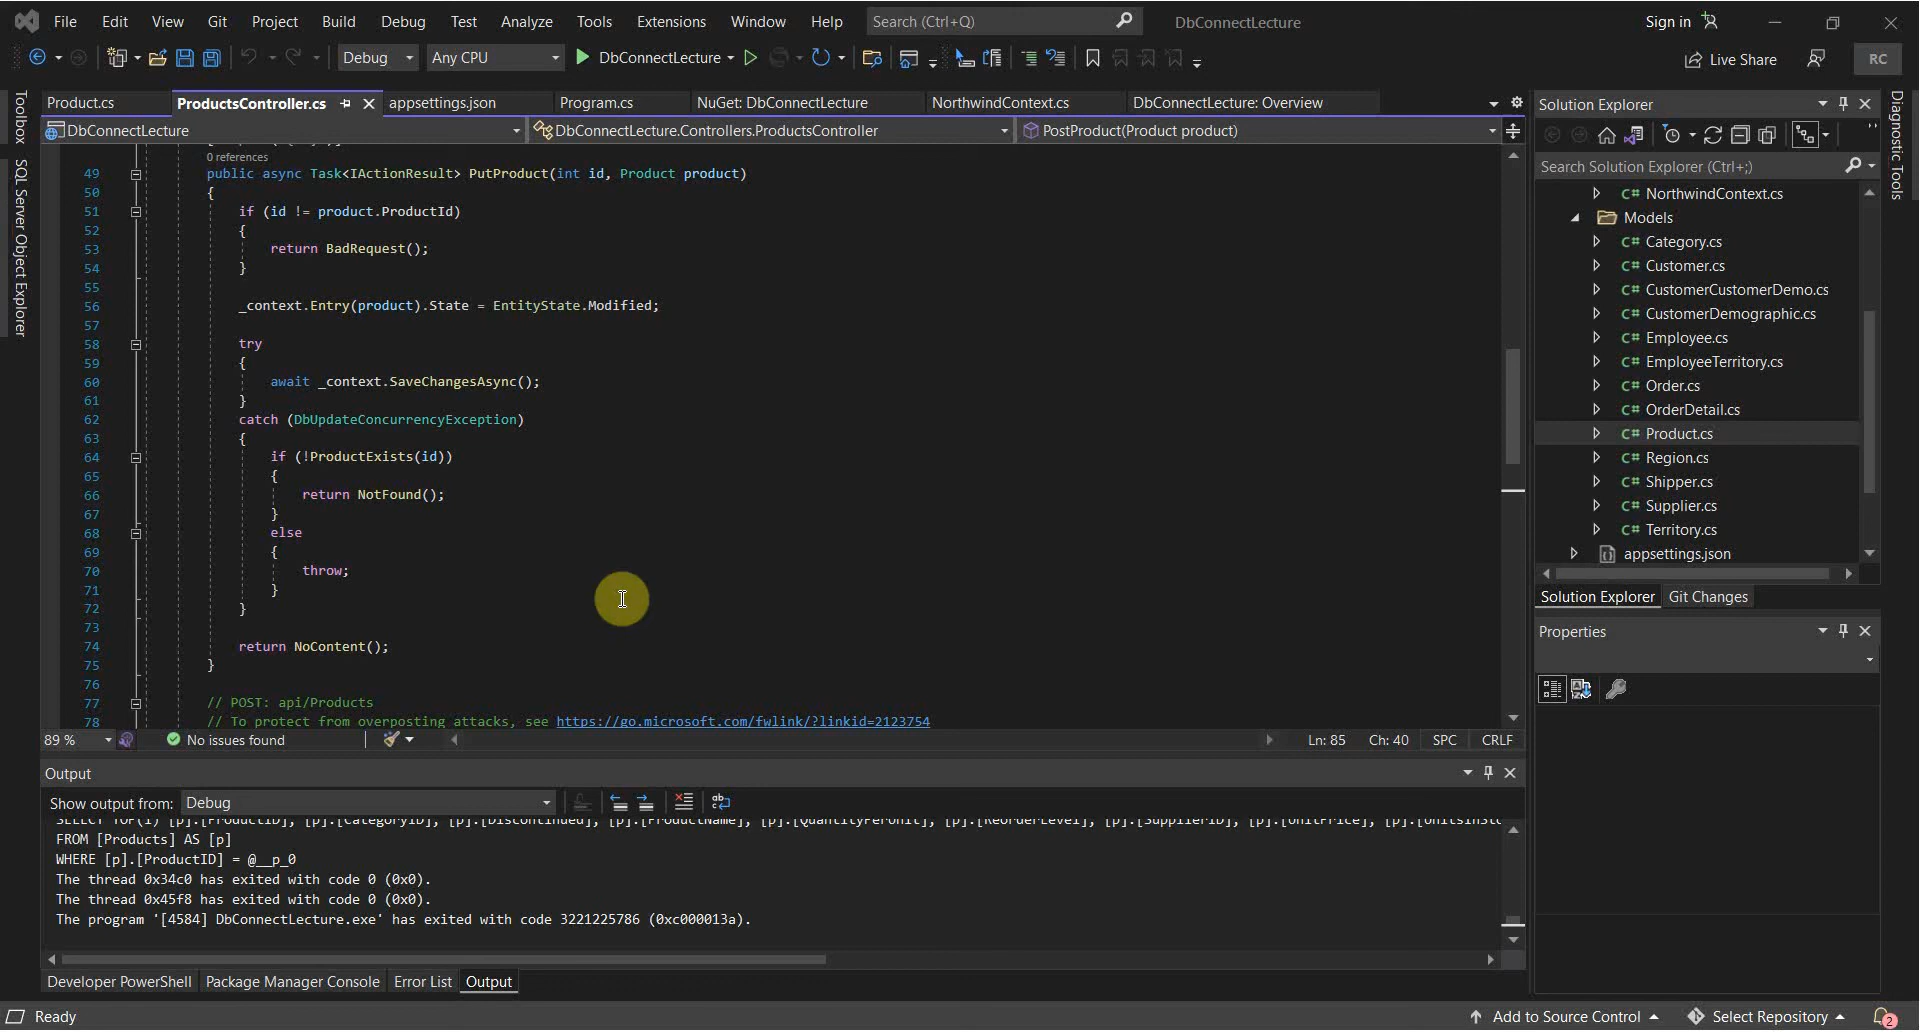 File Edit View Git Project Build Debug Test Analyze Tools Extensions Window Help Search (Ctrl+Q) DbConnectLecture Sign in
Debug Any CPU DbConnectLecture Live Share RC
Product.cs ProductsController.cs appsettings.json Program.cs NuGet: DbConnectLecture NorthwindContext.cs DbConnectLecture: Overview
DbConnectLecture DbConnectLecture.Controllers.ProductsController PostProduct(Product product)
Toolbox
SQL Server Object Explorer
0 references
49 public async Task<IActionResult> PutProduct(int id, Product product)
50 {
51 if (id != product.ProductId)
52 {
53 return BadRequest();
54 }
55
56 _context.Entry(product).State = EntityState.Modified;
57
58 try
59 {
60 await _context.SaveChangesAsync();
61 }
62 catch (DbUpdateConcurrencyException)
63 {
64 if (!ProductExists(id))
65 {
66 return NotFound();
67 }
68 else
69 {
70 throw;
71 }
72 }
73
74 return NoContent();
75 }
76
77 // POST: api/Products
78 // To protect from overposting attacks, see https://go.microsoft.com/fwlink/?linkid=2123754
89 % No issues found Ln: 85 Ch: 40 SPC CRLF
Output
Show output from: Debug
SELECT TOP(1) [p].[ProductID], [p].[CategoryID], [p].[Discontinued], [p].[ProductName], [p].[QuantityPerUnit], [p].[ReorderLevel], [p].[SupplierID], [p].[UnitPrice],
FROM [Products] AS [p]
WHERE [p].[ProductID] = @__p_0
The thread 0x34c0 has exited with code 0 (0x0).
The thread 0x45f8 has exited with code 0 (0x0).
The program '[4584] DbConnectLecture.exe' has exited with code 3221225786 (0xc000013a).
Developer PowerShell Package Manager Console Error List Output
Solution Explorer
Search Solution Explorer (Ctrl+;)
C# NorthwindContext.cs
Models
C# Category.cs
C# Customer.cs
C# CustomerCustomerDemo.cs
C# CustomerDemographic.cs
C# Employee.cs
C# EmployeeTerritory.cs
C# Order.cs
C# OrderDetail.cs
C# Product.cs
C# Region.cs
C# Shipper.cs
C# Supplier.cs
C# Territory.cs
appsettings.json
Solution Explorer Git Changes
Properties
Diagnostic Tools
Ready Add to Source Control Select Repository 2